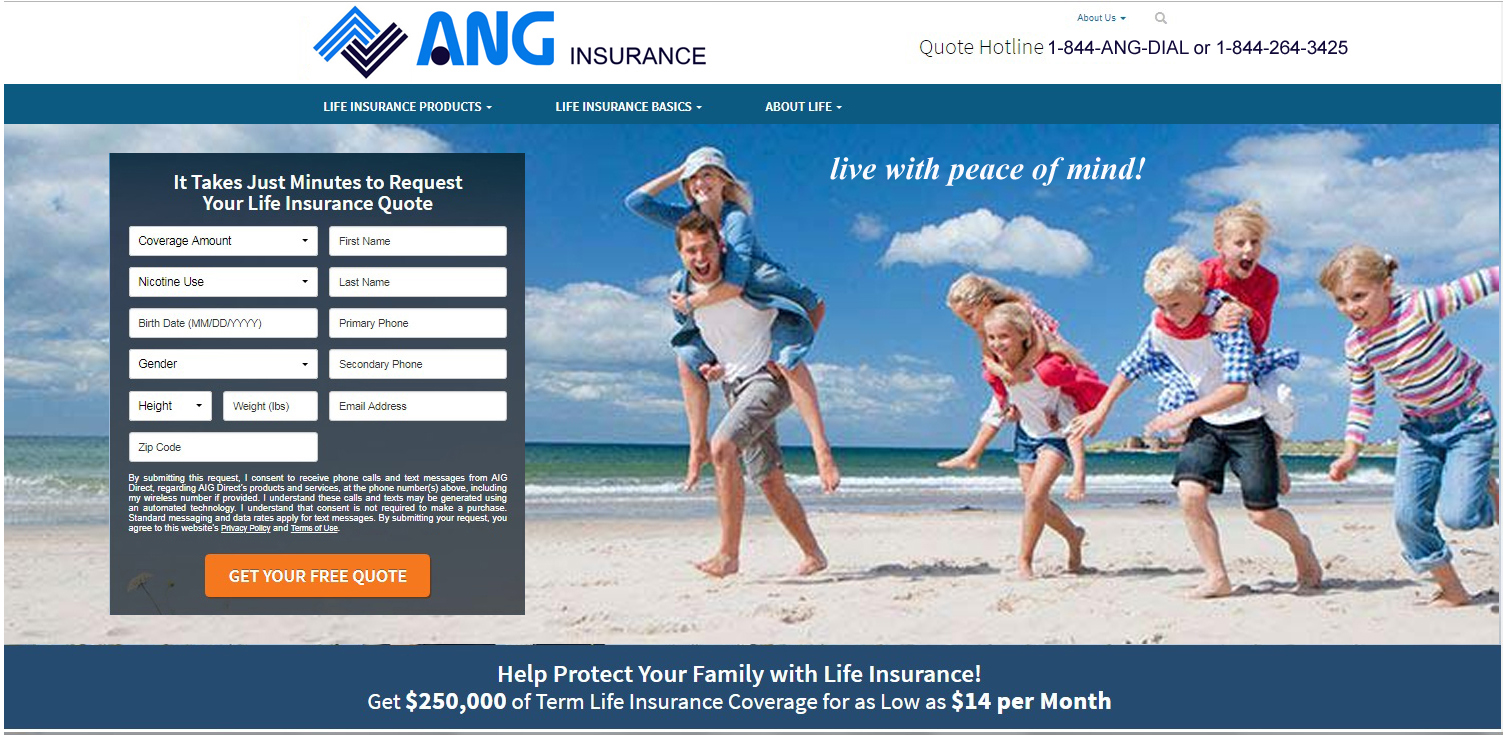 ANG INSURANCE
About Us
Quote Hotline 1-844-ANG-DIAL or 1-844-264-3425
LIFE INSURANCE PRODUCTS
LIFE INSURANCE BASICS
ABOUT LIFE
live with peace of mind!
It Takes Just Minutes to Request
Your Life Insurance Quote
Coverage Amount
First Name
Nicotine Use
Last Name
Birth Date (MM/DD/YYYY)
Primary Phone
Gender
Secondary Phone
Height
Weight (lbs)
Email Address
Zip Code
By submitting this request, I consent to receive phone calls and text messages from AIG
Direct, regarding AIG Direct's products and services, at the phone number(s) above, including
my wireless number if provided. I understand these calls and texts may be generated using
an automated technology. I understand that consent is not required to make a purchase.
Standard messaging and data rates apply for text messages. By submitting your request, you
agree to this website's Privacy Policy and Terms of Use.
GET YOUR FREE QUOTE
Help Protect Your Family with Life Insurance!
Get $250,000 of Term Life Insurance Coverage for as Low as $14 per Month